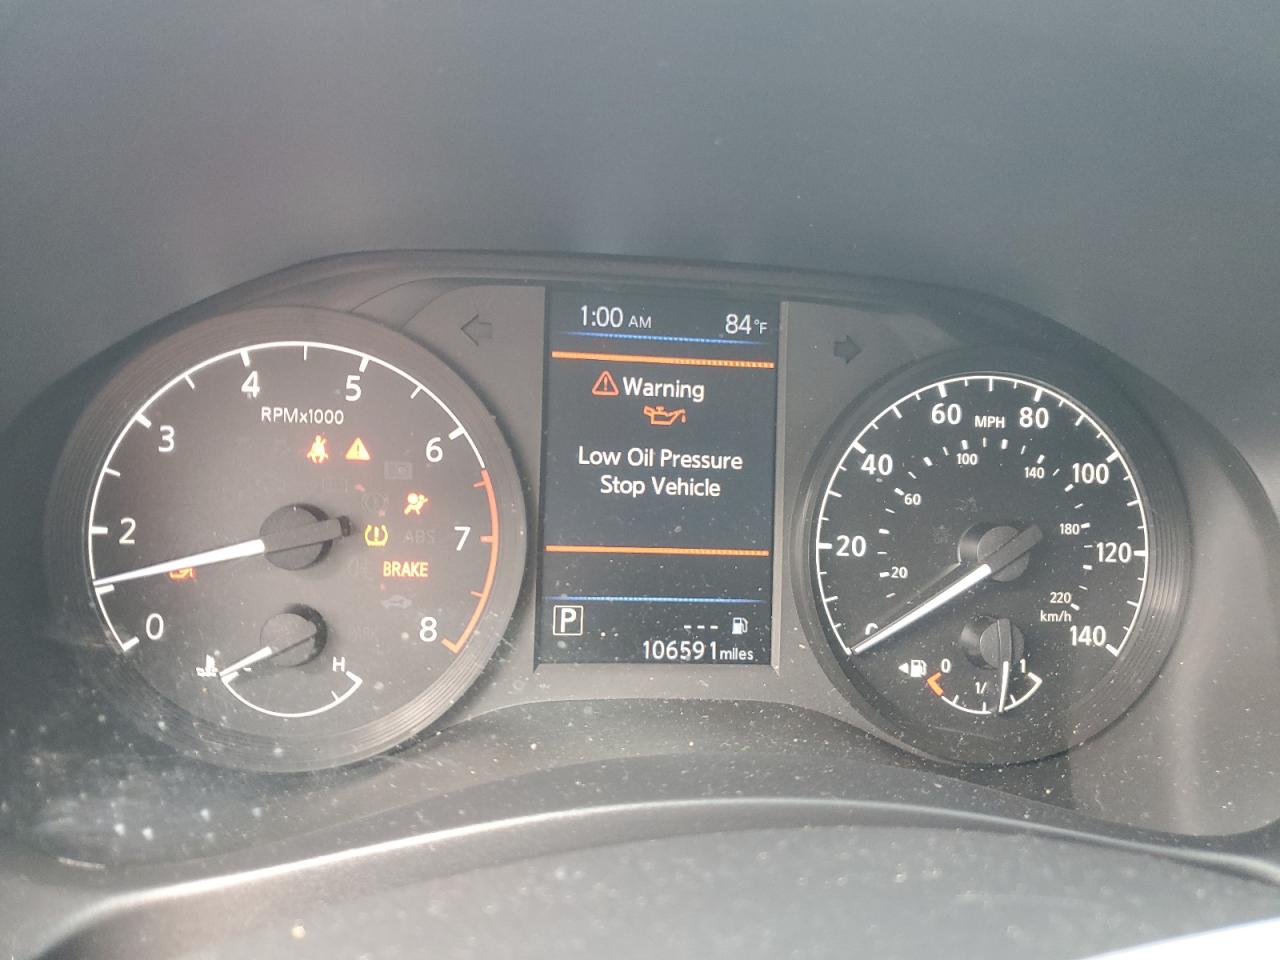 1:00 AM 84°F
Warning
Low Oil Pressure
Stop Vehicle
P
---
106591 miles
RPMx1000
0
2
3
4
5
6
7
8
ABS
BRAKE
H
MPH
0
20
40
60
80
100
120
140
20
60
100
140
180
220
km/h
0
1/
1